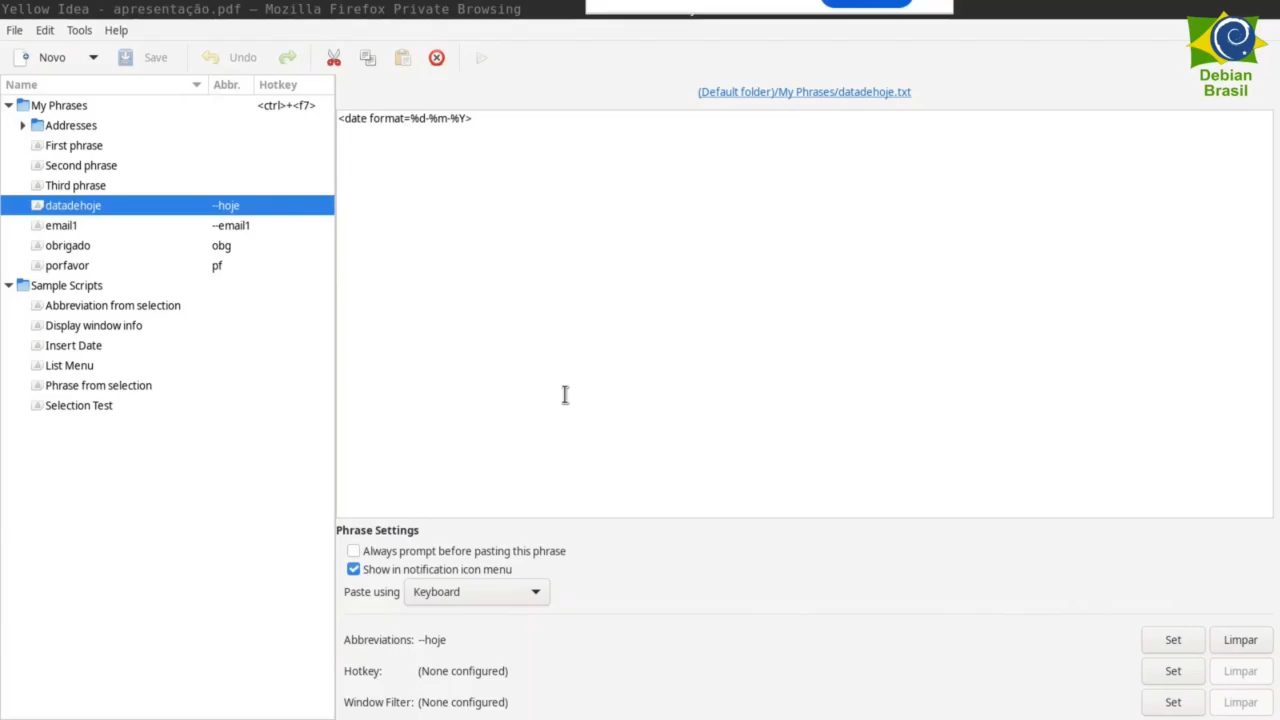 Yellow Idea - apresentação.pdf — Mozilla Firefox Private Browsing
File Edit Tools Help
Novo Save Undo
Debian
Brasil
Name Abbr. Hotkey
(Default folder)/My Phrases/datadehoje.txt
My Phrases <ctrl>+<f7>
<date format=%d-%m-%Y>
Addresses
First phrase
Second phrase
Third phrase
datadehoje --hoje
email1 --email1
obrigado obg
porfavor pf
Sample Scripts
Abbreviation from selection
Display window info
Insert Date
List Menu
Phrase from selection
Selection Test
Phrase Settings
Always prompt before pasting this phrase
Show in notification icon menu
Paste using Keyboard
Abbreviations: --hoje Set Limpar
Hotkey: (None configured) Set Limpar
Window Filter: (None configured) Set Limpar